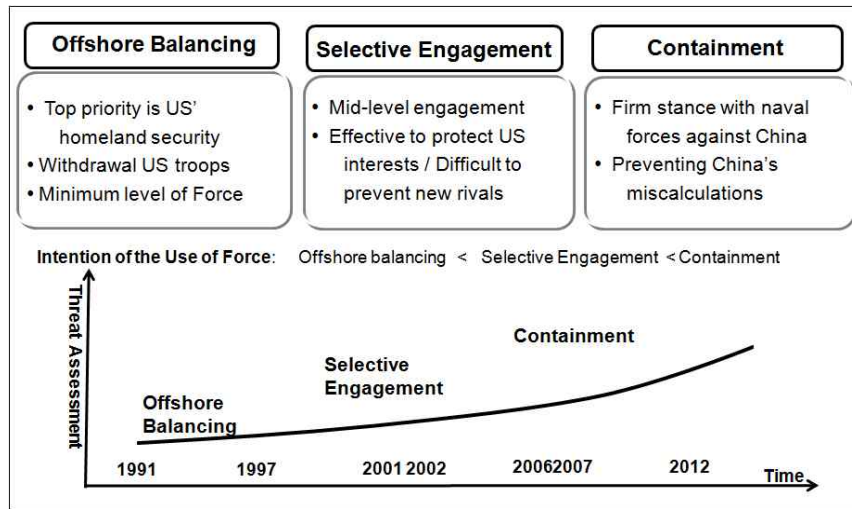 Offshore Balancing
• Top priority is US'
homeland security
• Withdrawal US troops
• Minimum level of Force
Selective Engagement
• Mid-level engagement
• Effective to protect US
interests / Difficult to
prevent new rivals
Containment
• Firm stance with naval
forces against China
• Preventing China's
miscalculations
Intention of the Use of Force: Offshore balancing < Selective Engagement < Containment
Threat Assessment
Offshore
Balancing
Selective
Engagement
Containment
1991 1997 2001 2002 20062007 2012 Time